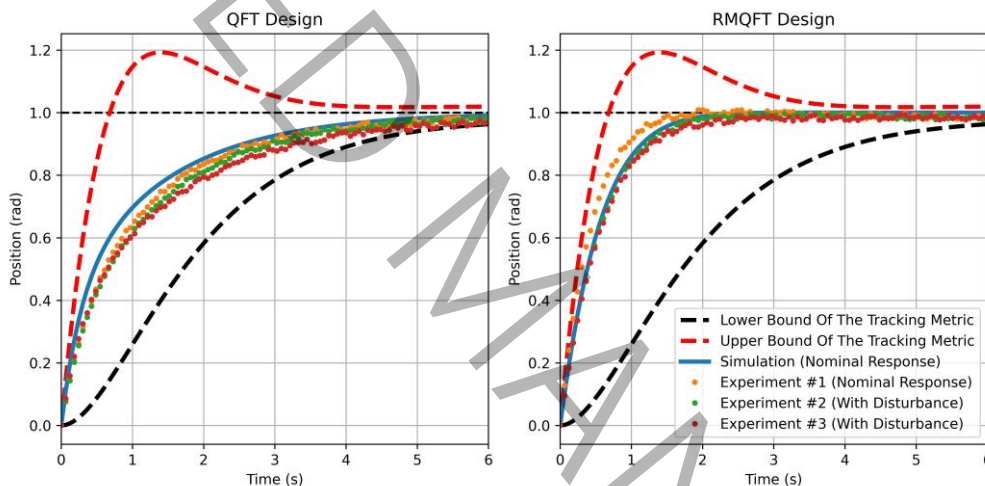 QFT Design
1.2
1.0
0.8
0.6
0.4
0.2
0.0
Position (rad)
0 1 2 3 4 5 6
Time (s)
RMQFT Design
1.2
1.0
0.8
0.6
0.4
0.2
0.0
Position (rad)
0 1 2 3 4 5 6
Time (s)
Lower Bound Of The Tracking Metric
Upper Bound Of The Tracking Metric
Simulation (Nominal Response)
Experiment #1 (Nominal Response)
Experiment #2 (With Disturbance)
Experiment #3 (With Disturbance)
D MA